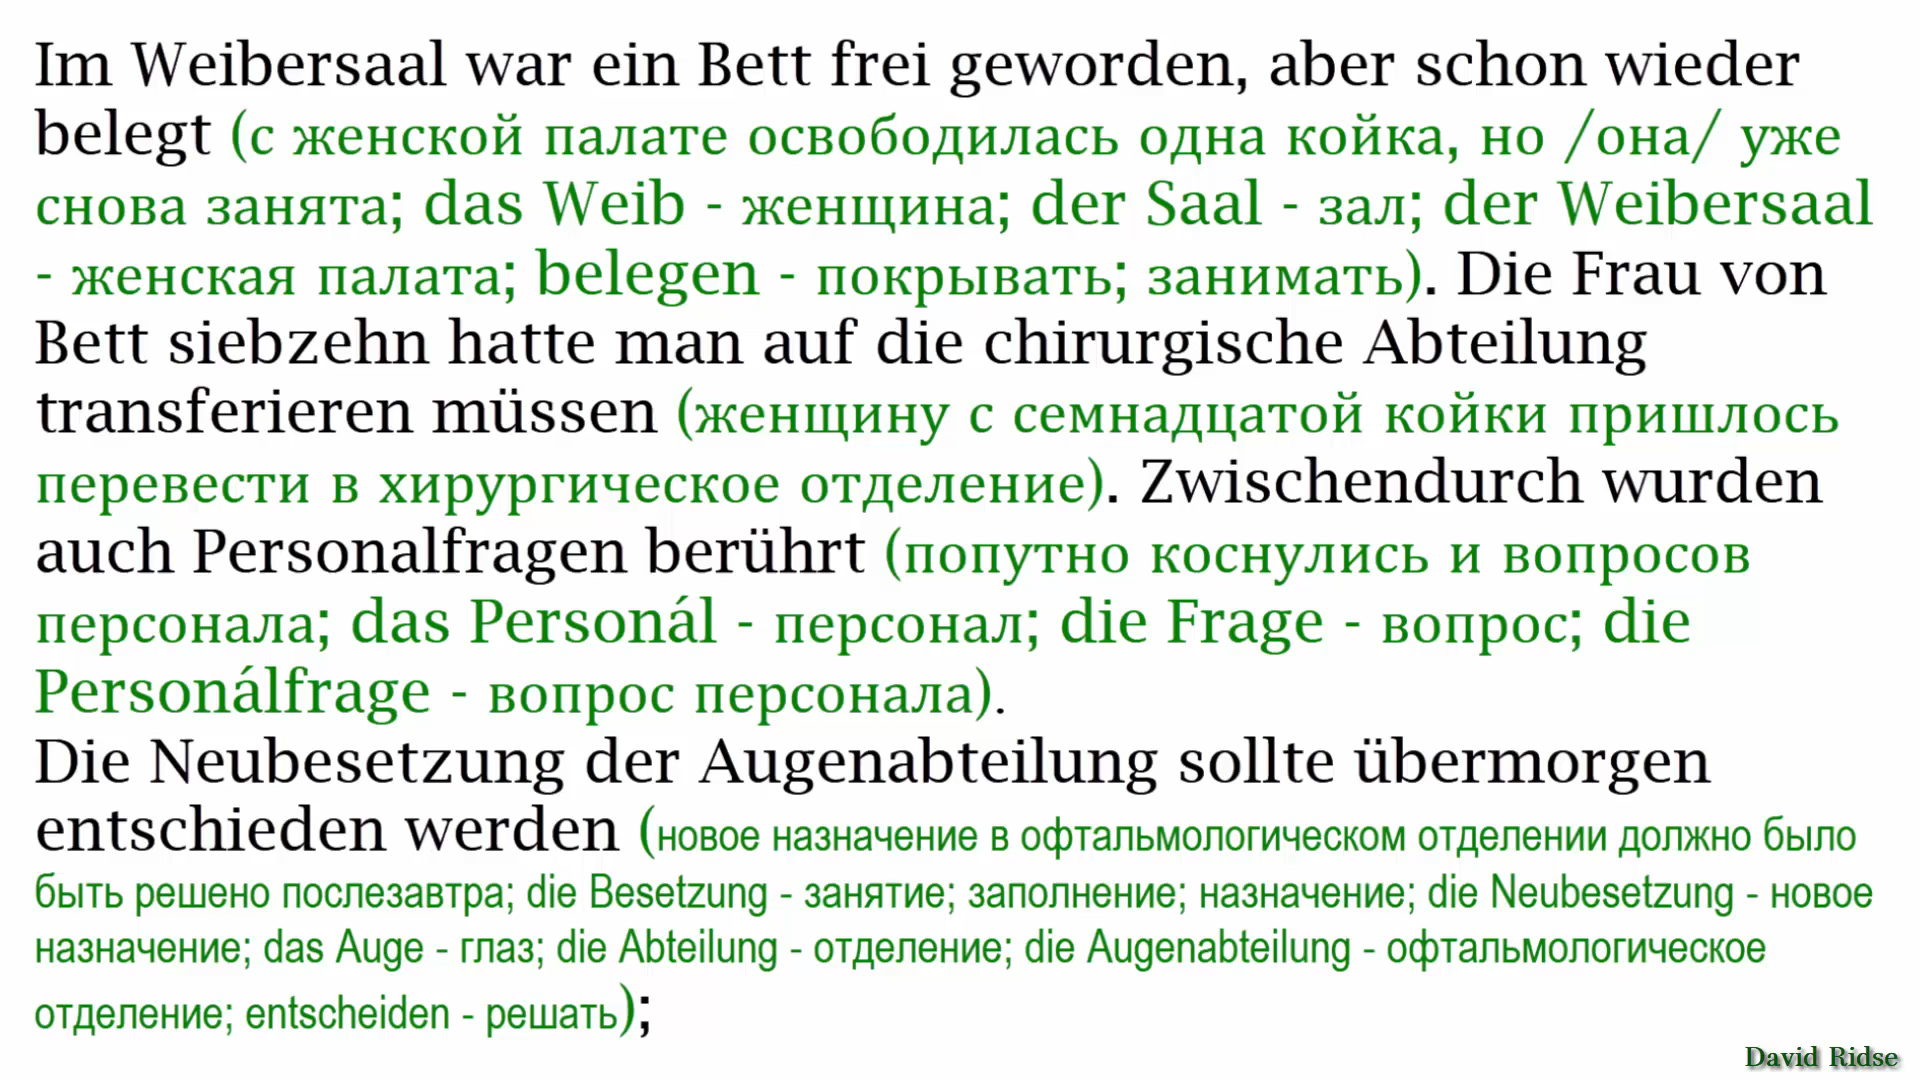 Im Weibersaal war ein Bett frei geworden, aber schon wieder
belegt (с женской палате освободилась одна койка, но /она/ уже
снова занята; das Weib - женщина; der Saal - зал; der Weibersaal
- женская палата; belegen - покрывать; занимать). Die Frau von
Bett siebzehn hatte man auf die chirurgische Abteilung
transferieren müssen (женщину с семнадцатой койки пришлось
перевести в хирургическое отделение). Zwischendurch wurden
auch Personalfragen berührt (попутно коснулись и вопросов
персонала; das Personál - персонал; die Frage - вопрос; die
Personálfrage - вопрос персонала).
Die Neubesetzung der Augenabteilung sollte übermorgen
entschieden werden (новое назначение в офтальмологическом отделении должно было
быть решено послезавтра; die Besetzung - занятие; заполнение; назначение; die Neubesetzung - новое
назначение; das Auge - глаз; die Abteilung - отделение; die Augenabteilung - офтальмологическое
отделение; entscheiden - решать);
David Ridse